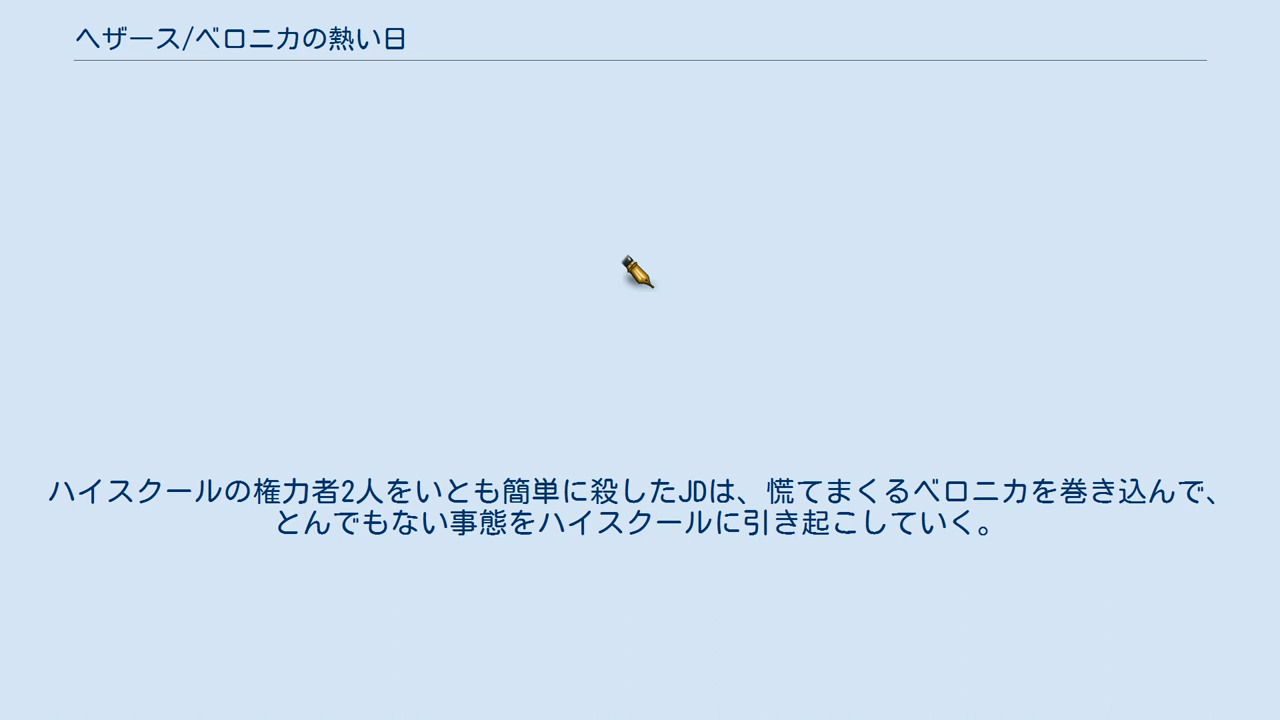 ヘザース/ベロニカの熱い日
ハイスクールの権力者2人をいとも簡単に殺したJDは、慌てまくるベロニカを巻き込んで、
とんでもない事態をハイスクールに引き起こしていく。